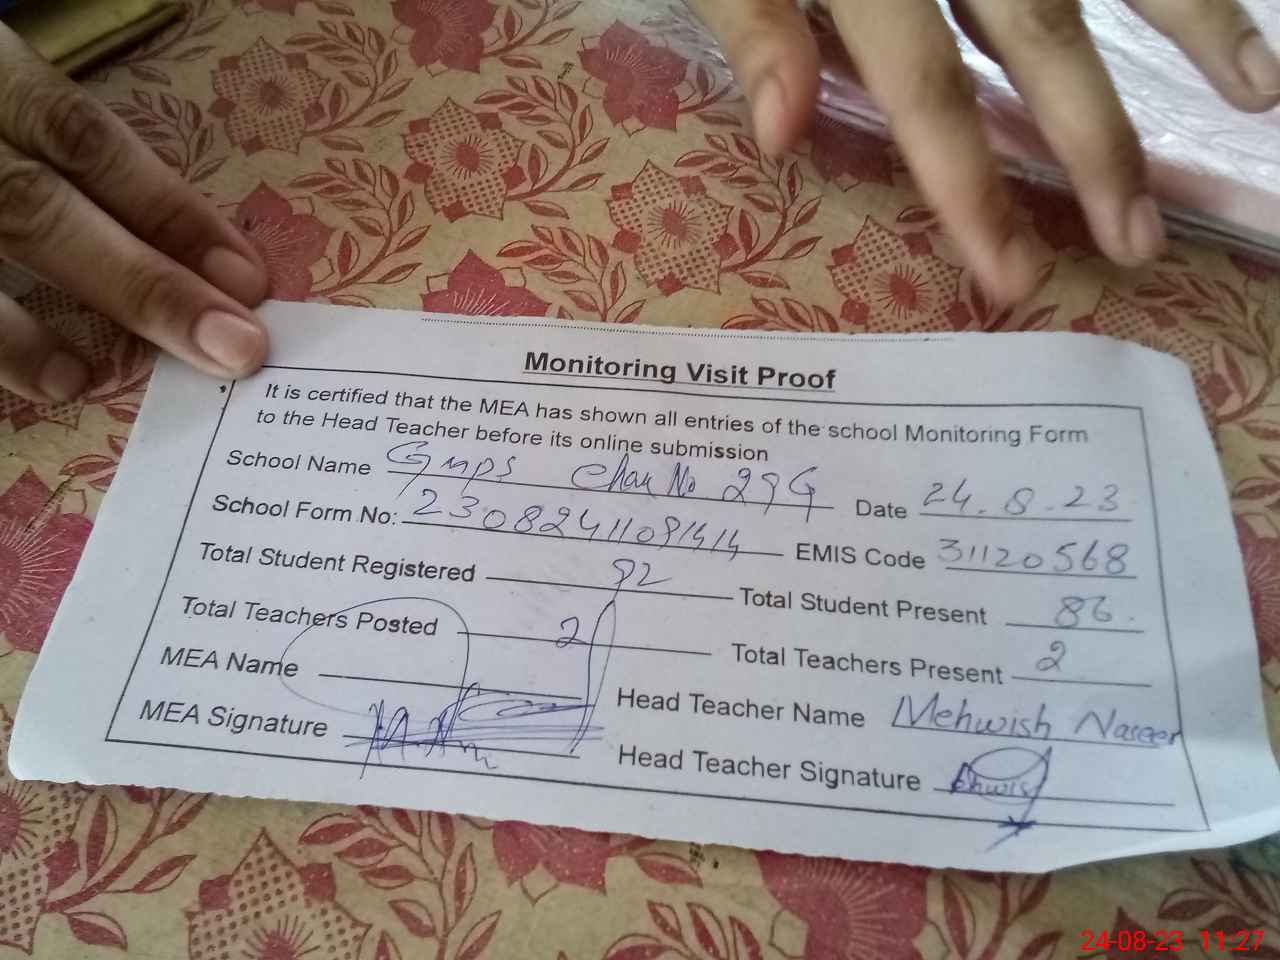 Monitoring Visit Proof
It is certified that the MEA has shown all entries of the school Monitoring Form
to the Head Teacher before its online submission
School Name Gmps Chak No 29G Date 24.8.23
School Form No: 230824110 EMIS Code 31120568
Total Student Registered 92 Total Student Present 86.
Total Teachers Posted 2 Total Teachers Present 2
MEA Name Head Teacher Name Mehwish Naseer
MEA Signature Head Teacher Signature Mehwish
24-08-23 11:27